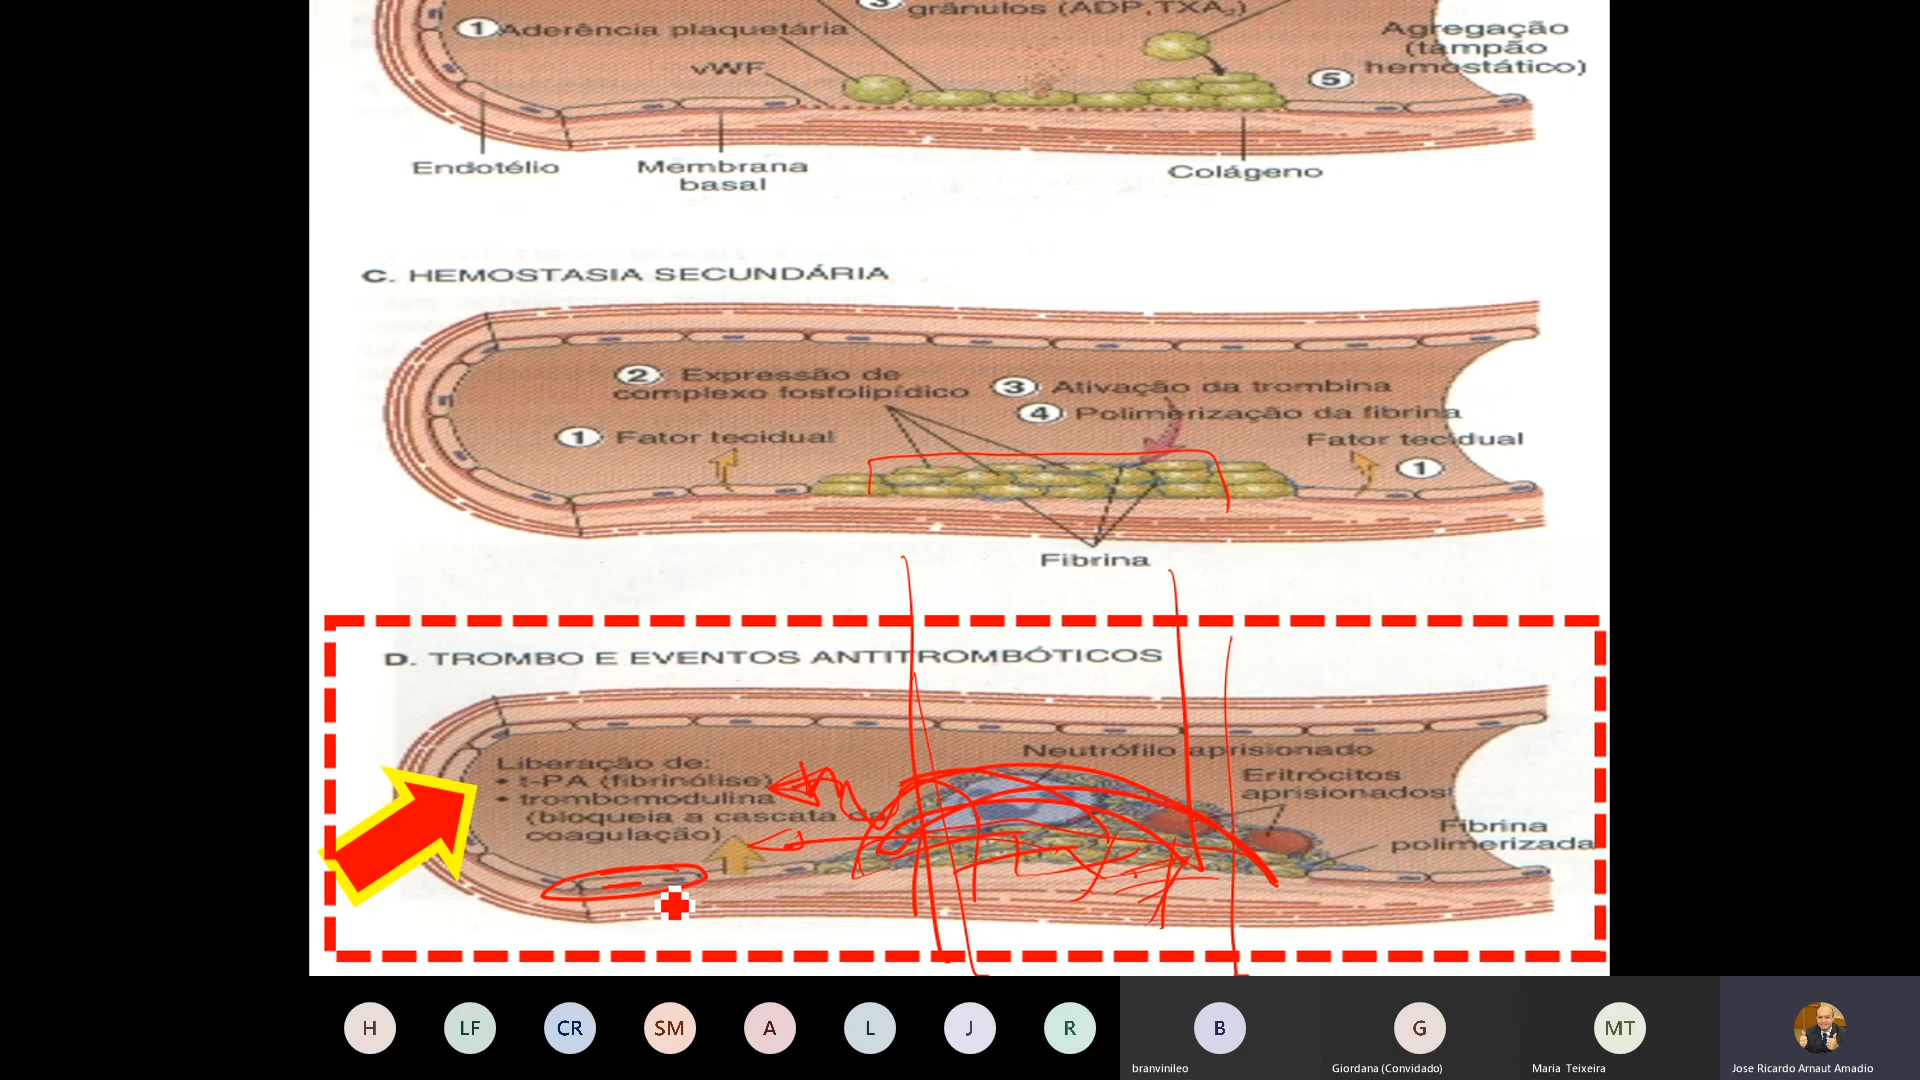 3 grânulos (ADP,TXA₂)
1 Aderência plaquetária
Agregação
(tampão
hemostático)
vWF
5
Endotélio
Membrana
basal
Colágeno
C. HEMOSTASIA SECUNDÁRIA
2 Expressão de
complexo fosfolipídico
3 Ativação da trombina
4 Polimerização da fibrina
1 Fator tecidual
Fator tecidual
1
Fibrina
D. TROMBO E EVENTOS ANTITROMBÓTICOS
Neutrófilo aprisionado
Liberação de:
• t-PA (fibrinólise)
• trombomodulina
(bloqueia a cascata da
coagulação)
Eritrócitos
aprisionados
Fibrina
polimerizada
H
LF
CR
SM
A
L
J
R
B
G
MT
branvinileo
Giordana (Convidado)
Maria Teixeira
Jose Ricardo Arnaut Amadio